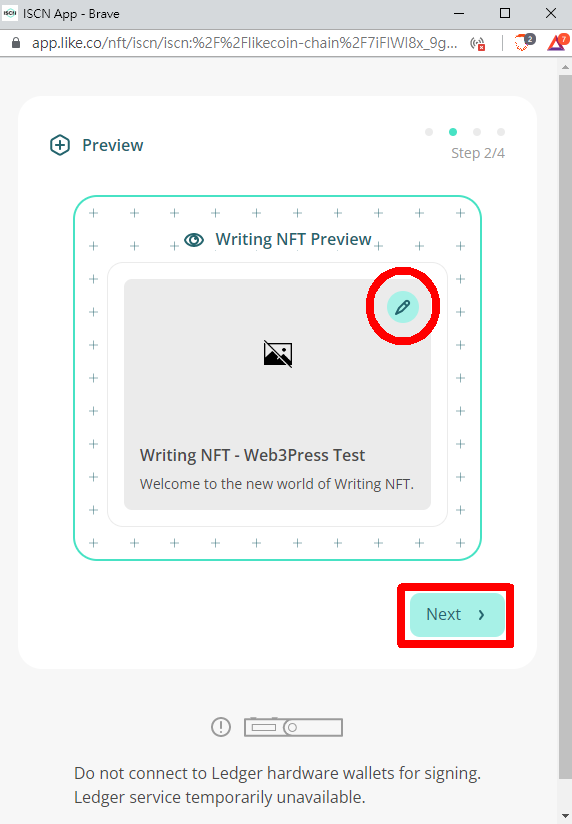 ISCN App - Brave
app.like.co/nft/iscn/iscn:%2F%2Flikecoin-chain%2F7iFIWI8x_9g...
2
7
Preview
Step 2/4
Writing NFT Preview
Writing NFT - Web3Press Test
Welcome to the new world of Writing NFT.
Next
Do not connect to Ledger hardware wallets for signing.
Ledger service temporarily unavailable.